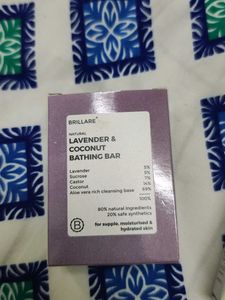 BRILLARE
NATURAL
LAVENDER &
COCONUT
BATHING BAR
Lavender 5%
Sucrose 5%
Castor 7%
Coconut 14%
Aloe vera rich cleansing base 69%
100%
80% natural ingredients
20% safe synthetics
for supple, moisturised &
hydrated skin
B